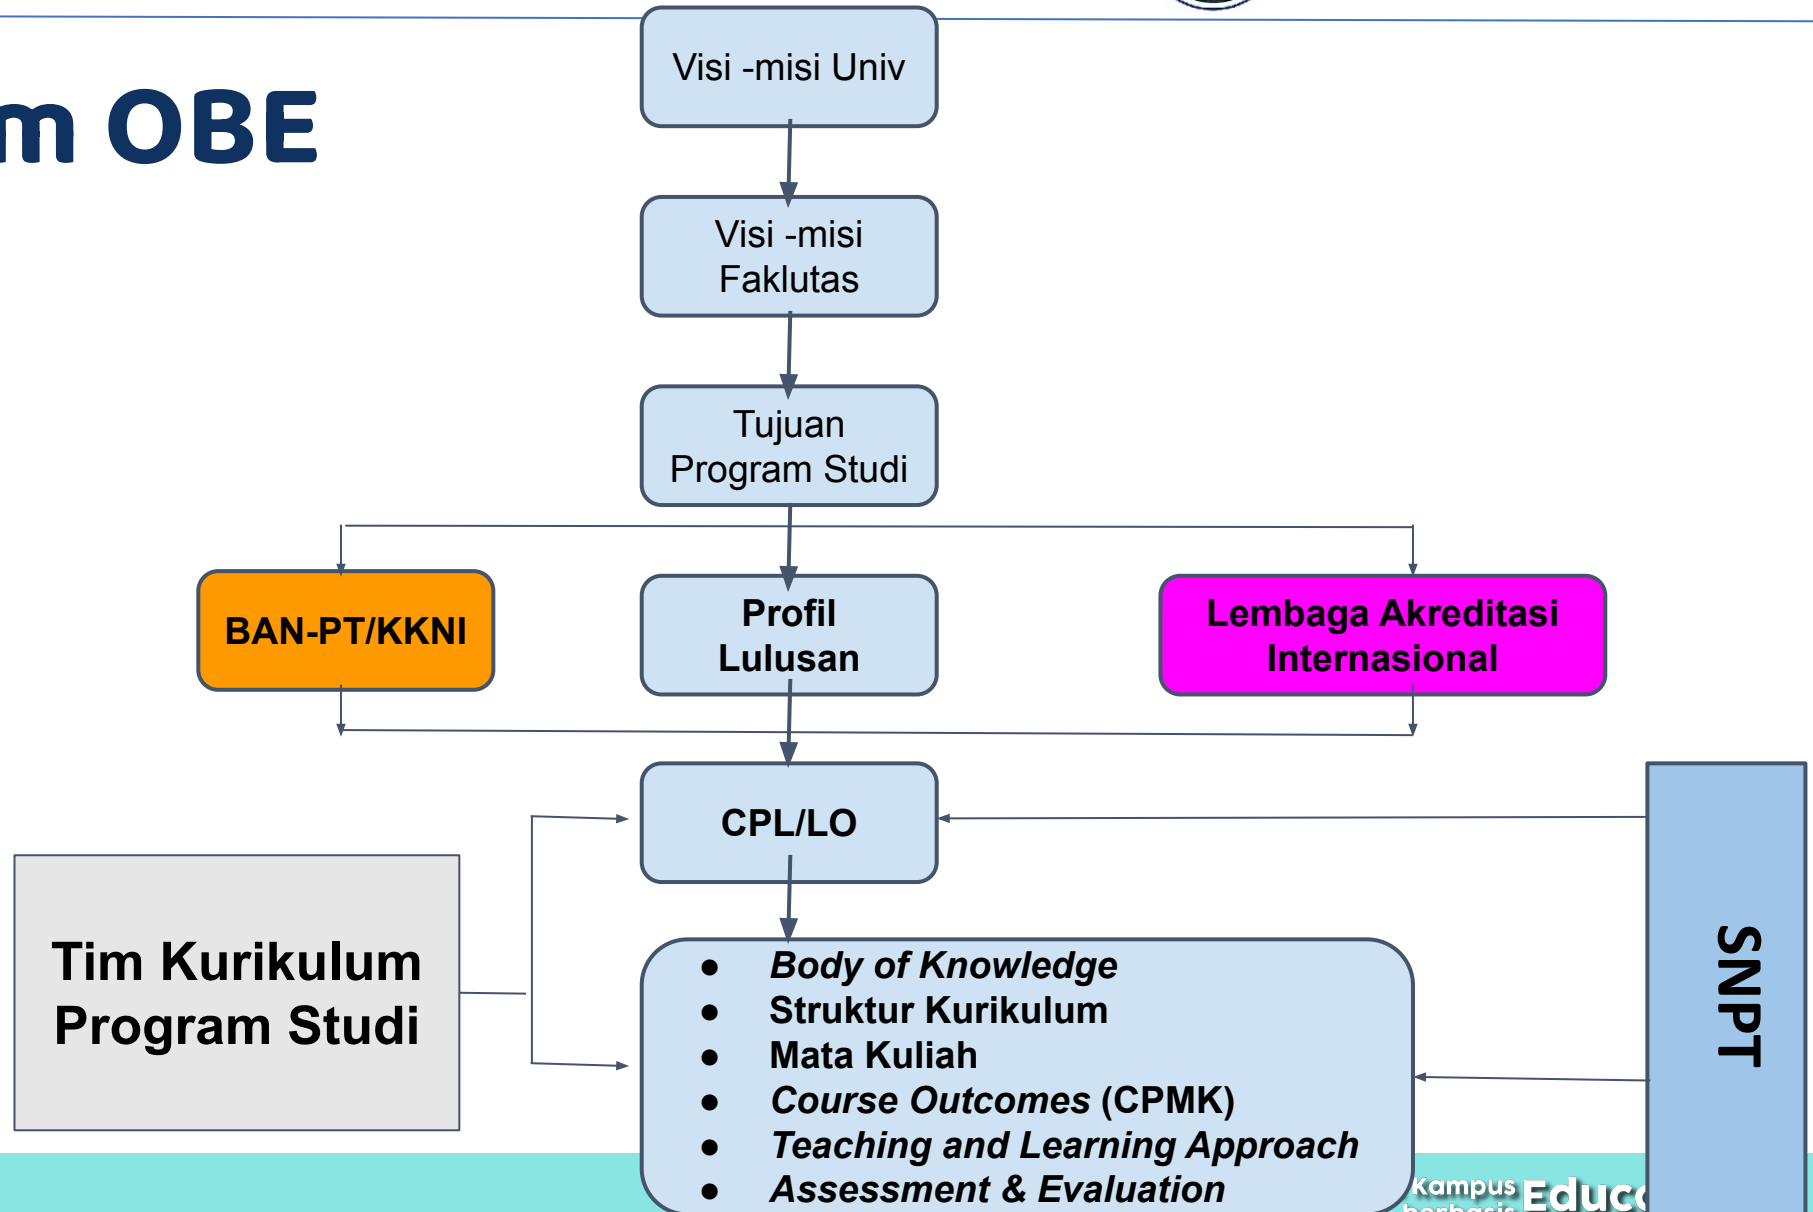 m OBE
Visi -misi Univ
Visi -misi
Faklutas
Tujuan
Program Studi
BAN-PT/KKNI
Profil
Lulusan
Lembaga Akreditasi
Internasional
CPL/LO
Tim Kurikulum
Program Studi
● Body of Knowledge
● Struktur Kurikulum
● Mata Kuliah
● Course Outcomes (CPMK)
● Teaching and Learning Approach
● Assessment & Evaluation
SNPT
Kampus
berbasis